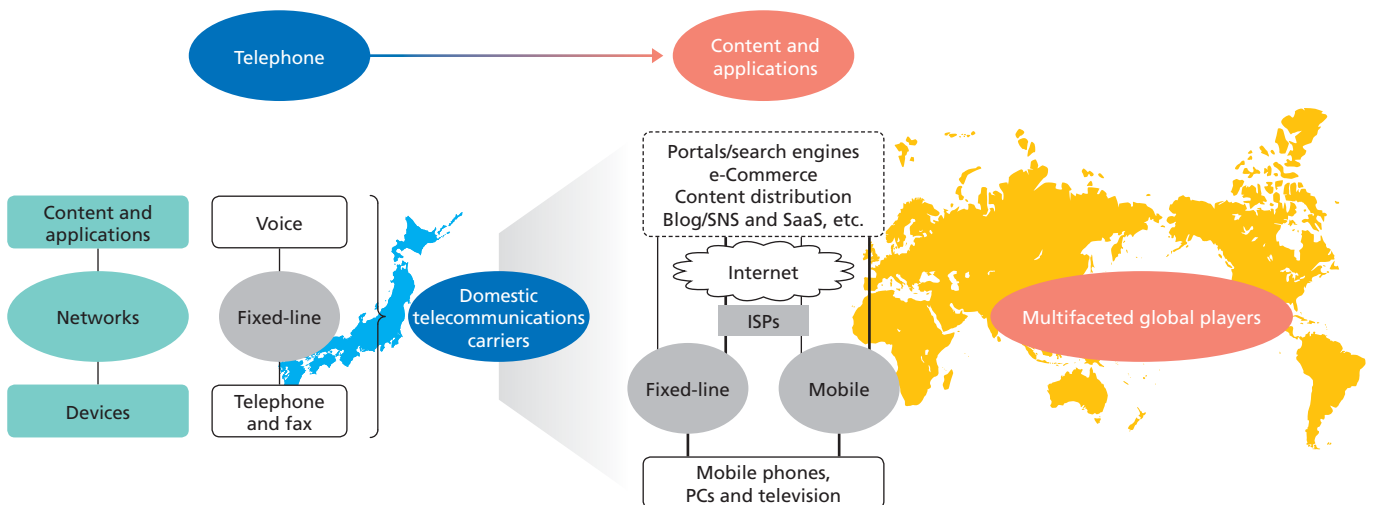 Telephone
Content and
applications
Content and
applications
Networks
Devices
Voice
Fixed-line
Telephone
and fax
Domestic
telecommunications
carriers
Portals/search engines
e-Commerce
Content distribution
Blog/SNS and SaaS, etc.
Internet
ISPs
Fixed-line
Mobile
Mobile phones,
PCs and television
Multifaceted global players